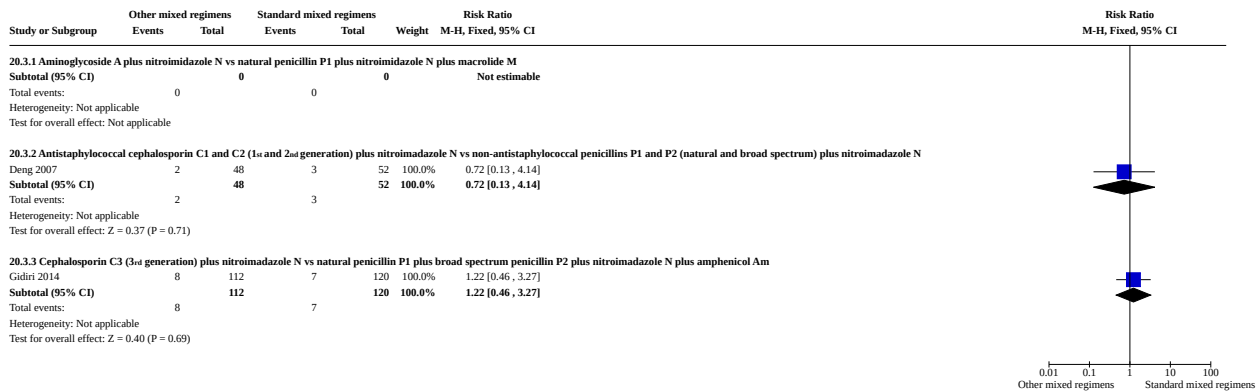 Other mixed regimens Standard mixed regimens Risk Ratio Risk Ratio
Study or Subgroup Events Total Events Total Weight M-H, Fixed, 95% CI M-H, Fixed, 95% CI
20.3.1 Aminoglycoside A plus nitroimidazole N vs natural penicillin P1 plus nitroimidazole N plus macrolide M
Subtotal (95% CI) 0 0 Not estimable
Total events: 0 0
Heterogeneity: Not applicable
Test for overall effect: Not applicable
20.3.2 Antistaphylococcal cephalosporin C1 and C2 (1st and 2nd generation) plus nitroimadazole N vs non-antistaphylococcal penicillins P1 and P2 (natural and broad spectrum) plus nitroimadazole N
Deng 2007 2 48 3 52 100.0% 0.72 [0.13 , 4.14]
Subtotal (95% CI) 48 52 100.0% 0.72 [0.13 , 4.14]
Total events: 2 3
Heterogeneity: Not applicable
Test for overall effect: Z = 0.37 (P = 0.71)
20.3.3 Cephalosporin C3 (3rd generation) plus nitroimadazole N vs natural penicillin P1 plus broad spectrum penicillin P2 plus nitroimadazole N plus amphenicol Am
Gidiri 2014 8 112 7 120 100.0% 1.22 [0.46 , 3.27]
Subtotal (95% CI) 112 120 100.0% 1.22 [0.46 , 3.27]
Total events: 8 7
Heterogeneity: Not applicable
Test for overall effect: Z = 0.40 (P = 0.69)
0.01 0.1 1 10 100
Other mixed regimens Standard mixed regimens